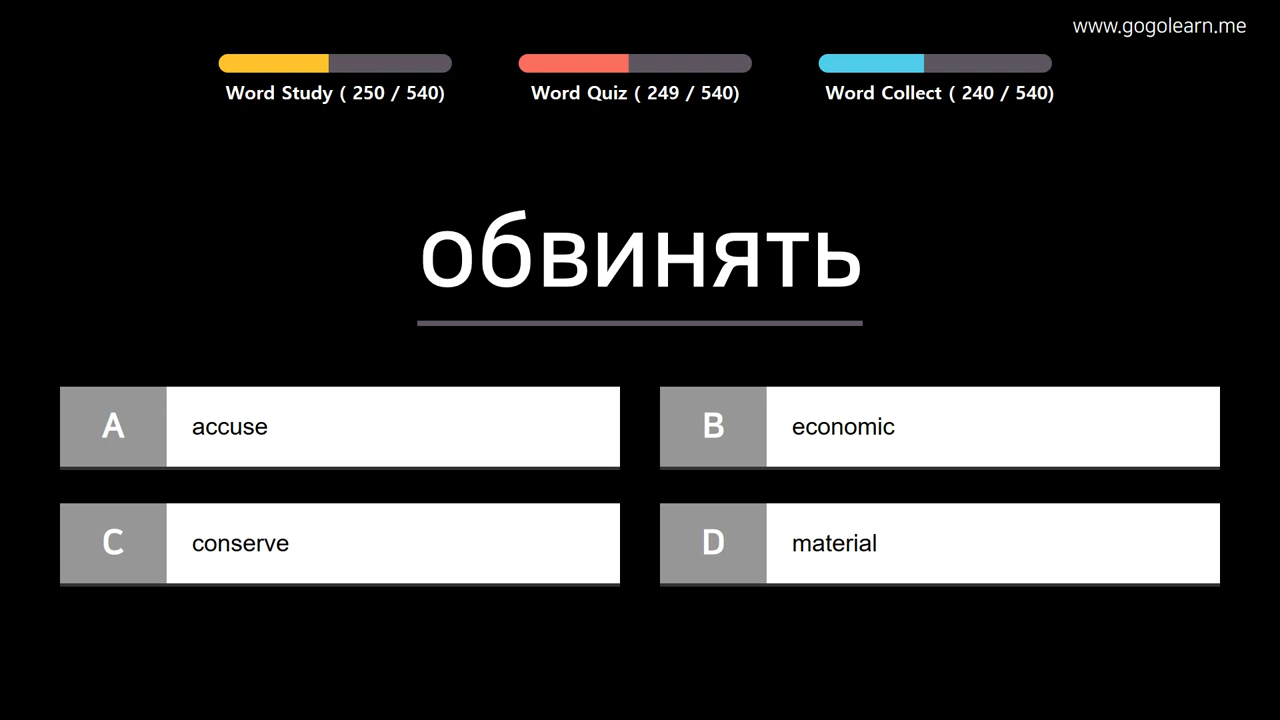 www.gogolearn.me
Word Study ( 250 / 540)
Word Quiz ( 249 / 540)
Word Collect ( 240 / 540)
обвинять
A accuse
B economic
C conserve
D material